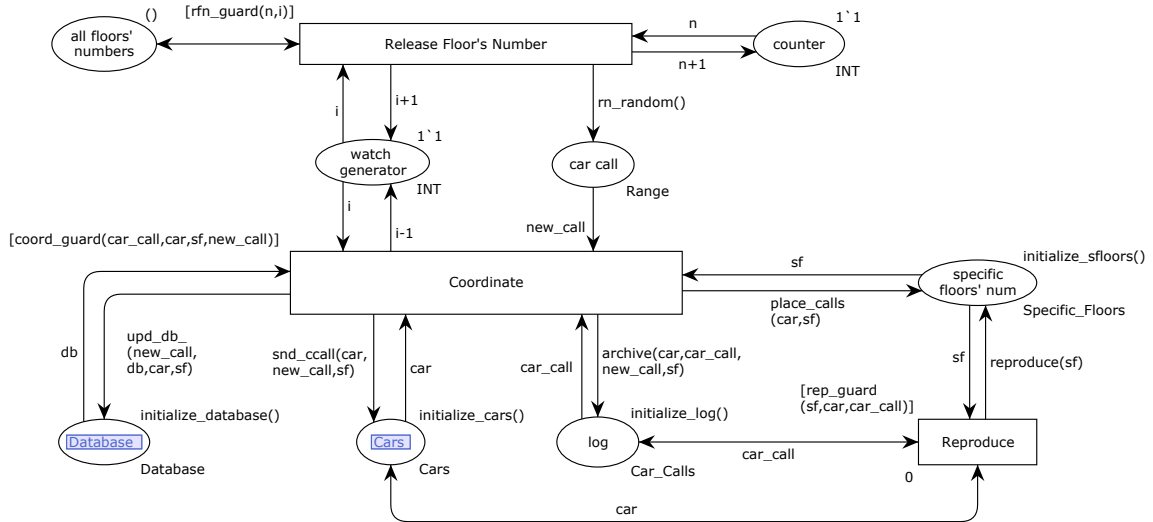 ()
[rfn_guard(n,i)]
1`1
all floors'
numbers
Release Floor's Number
n
counter
n+1
INT
i
i+1
rn_random()
1`1
watch
generator
car call
INT
Range
i
new_call
i-1
[coord_guard(car_call,car,sf,new_call)]
initialize_sfloors()
sf
specific
floors' num
Coordinate
place_calls
(car,sf)
Specific_Floors
upd_db_
(new_call,
db,car,sf)
db
snd_ccall(car,
new_call,sf)
car
car_call
archive(car,car_call,
new_call,sf)
sf
reproduce(sf)
[rep_guard
(sf,car,car_call)]
initialize_database()
initialize_cars()
initialize_log()
Database
Cars
log
Reproduce
Database
Cars
Car_Calls
car_call
0
car